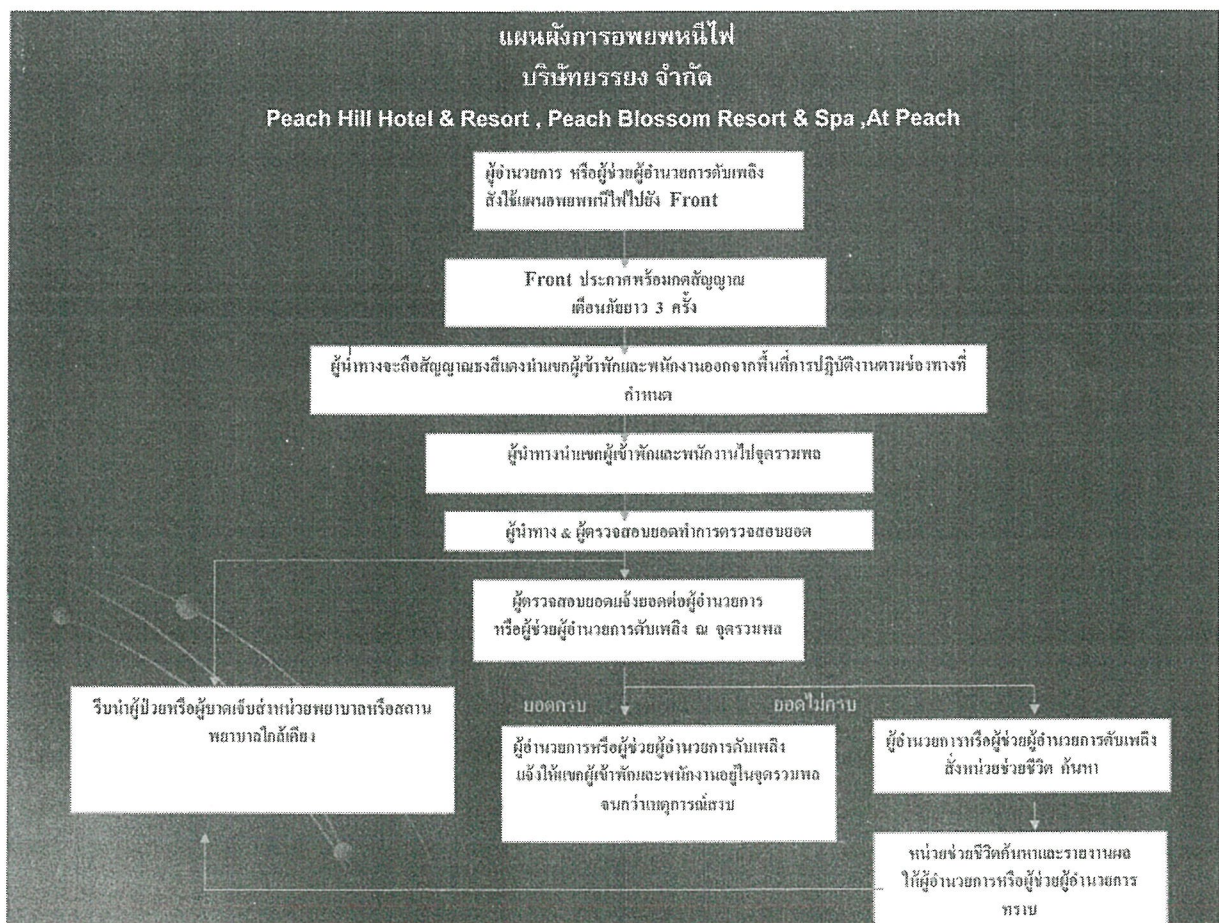 แผนผังการอพยพหนีไฟ
บริษัทยรรยง จำกัด
Peach Hill Hotel & Resort , Peach Blossom Resort & Spa ,At Peach
ผู้อำนวยการ หรือผู้ช่วยผู้อำนวยการดับเพลิง
สั่งใช้แผนอพยพหนีไฟไปยัง Front
Front ประกาศพร้อมกดสัญญาณ
เตือนภัยยาว 3 ครั้ง
ผู้นำทางจะถือสัญญาณธงสีแดงนำแขกผู้เข้าพักและพนักงานออกจากพื้นที่การปฏิบัติงานตามช่องทางที่
กำหนด
ผู้นำทางนำแขกผู้เข้าพักและพนักงานไปจุดรวมพล
ผู้นำทาง & ผู้ตรวจสอบยอดทำการตรวจสอบยอด
ผู้ตรวจสอบยอดแจ้งยอดต่อผู้อำนวยการ
หรือผู้ช่วยผู้อำนวยการดับเพลิง ณ จุดรวมพล
รีบนำผู้ป่วยหรือผู้บาดเจ็บส่งหน่วยพยาบาลหรือสถาน
พยาบาลใกล้เคียง
ยอดครบ
ยอดไม่ครบ
ผู้อำนวยการหรือผู้ช่วยผู้อำนวยการดับเพลิง
แจ้งให้แขกผู้เข้าพักและพนักงานอยู่ในจุดรวมพล
จนกว่าเหตุการณ์สงบ
ผู้อำนวยการหรือผู้ช่วยผู้อำนวยการดับเพลิง
สั่งหน่วยช่วยชีวิต ค้นหา
หน่วยช่วยชีวิตค้นหาและรายงานผล
ให้ผู้อำนวยการหรือผู้ช่วยผู้อำนวยการ
ทราบ